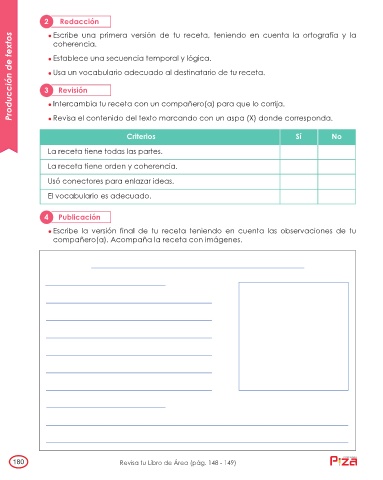 Producción de textos
2 Redacción
Escribe una primera versión de tu receta, teniendo en cuenta la ortografía y la
coherencia.
Establece una secuencia temporal y lógica.
Usa un vocabulario adecuado al destinatario de tu receta.
3 Revisión
Intercambia tu receta con un compañero(a) para que lo corrija.
Revisa el contenido del texto marcando con un aspa (X) donde corresponda.
Criterios Sí No
La receta tiene todas las partes.
La receta tiene orden y coherencia.
Usó conectores para enlazar ideas.
El vocabulario es adecuado.
4 Publicación
Escribe la versión final de tu receta teniendo en cuenta las observaciones de tu
compañero(a). Acompaña la receta con imágenes.
180
Revisa tu Libro de Área (pág. 148 - 149)